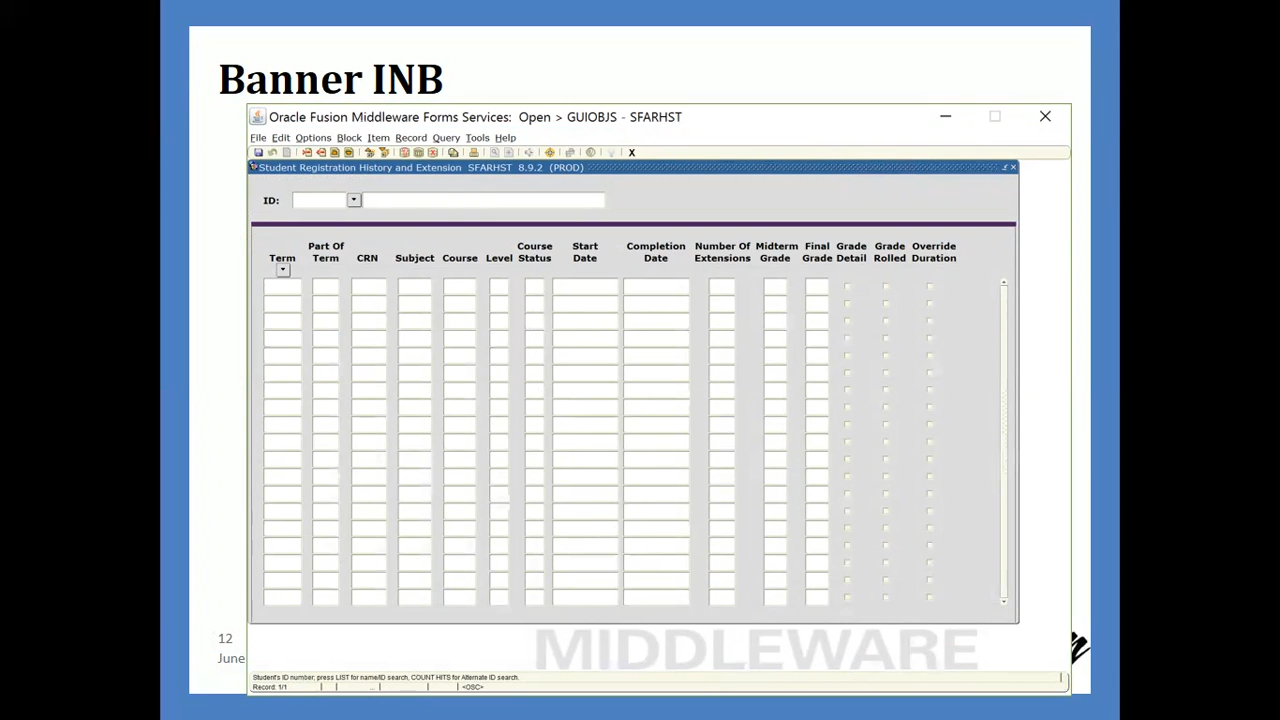 Banner INB
Oracle Fusion Middleware Forms Services: Open > GUIOBJS - SFARHST
File Edit Options Block Item Record Query Tools Help
X
Student Registration History and Extension SFARHST 8.9.2 (PROD)
ID:
Term Part Of Term CRN Subject Course Level Course Status Start Date Completion Date Number Of Extensions Midterm Grade Final Grade Grade Detail Grade Rolled Override Duration
12
June
MIDDLEWARE
Student's ID number; press LIST for name/ID search, COUNT HITS for Alternate ID search.
Record: 1/1 ... <OSC>